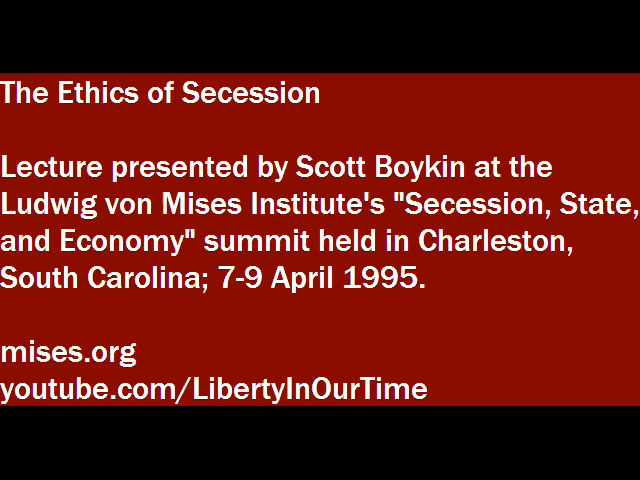 The Ethics of Secession
Lecture presented by Scott Boykin at the
Ludwig von Mises Institute's "Secession, State,
and Economy" summit held in Charleston,
South Carolina; 7-9 April 1995.
mises.org
youtube.com/LibertyInOurTime